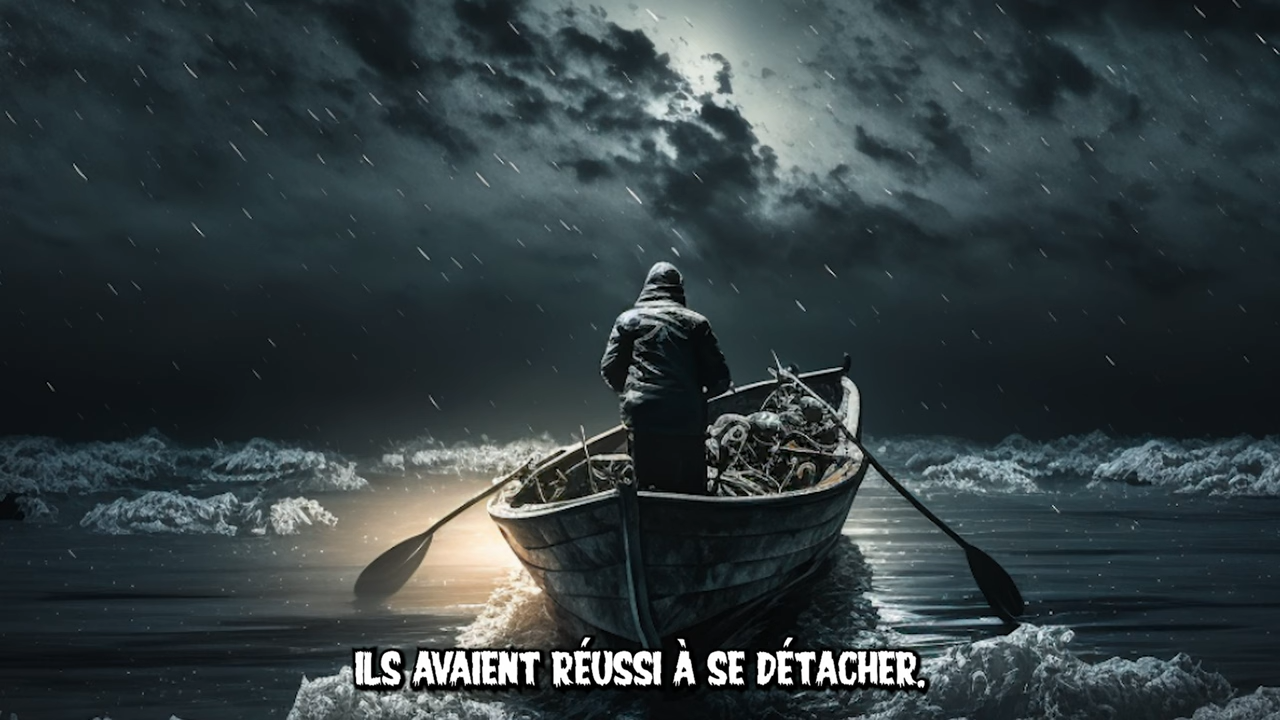 ILS AVAIENT RÉUSSI À SE DÉTACHER.